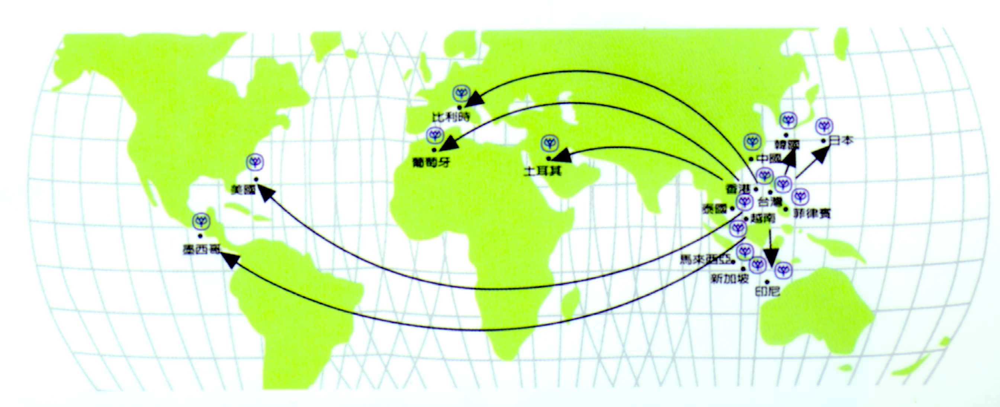 比利時
韓國
日本
葡萄牙
中國
土耳其
美國
香港
台灣
泰國
菲律賓
越南
墨西哥
馬來西亞
新加坡
印尼